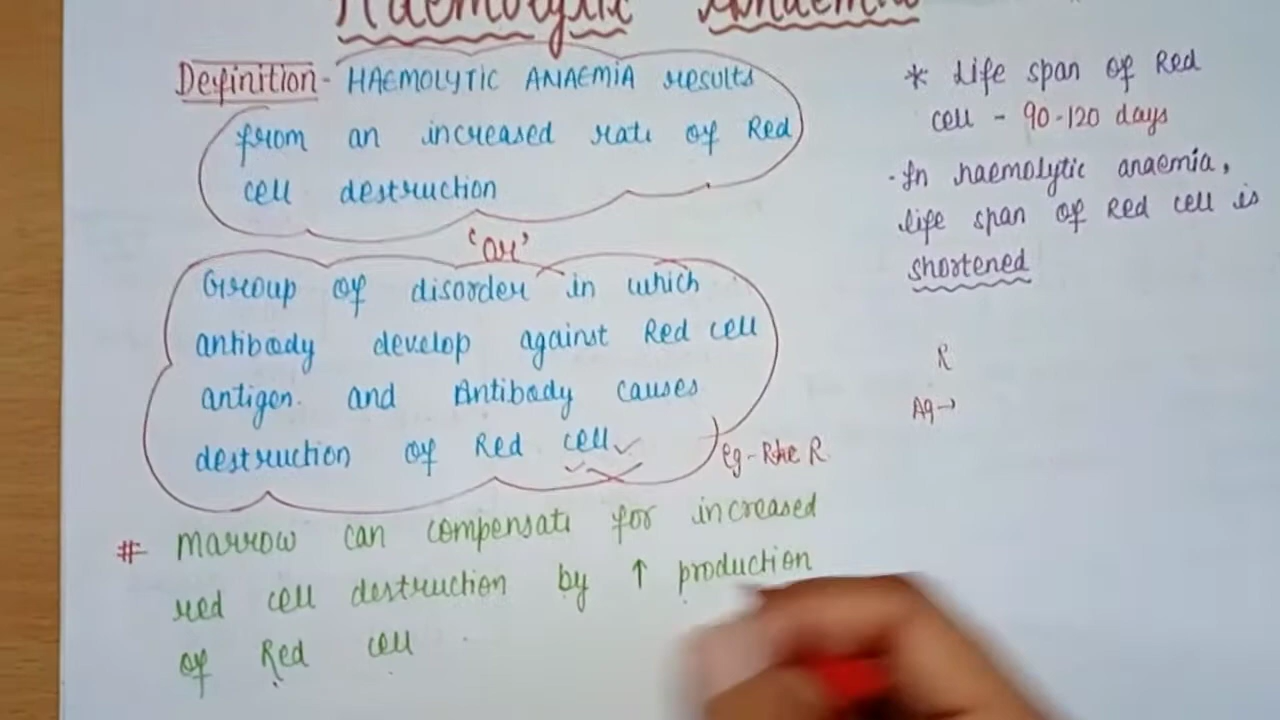 Haemolytic Anaemia
Definition - HAEMOLYTIC ANAEMIA results
from an increased rate of Red
cell destruction
'or'
Group of disorder in which
antibody develop against Red cell
antigen. and Antibody causes
destruction of Red cell
eg - R
# Marrow can compensate for increased
red cell destruction by ↑ production
of Red cell
* Life span of Red
cell - 90-120 days
- In haemolytic anaemia,
life span of Red cell is
shortened
R
Ag→